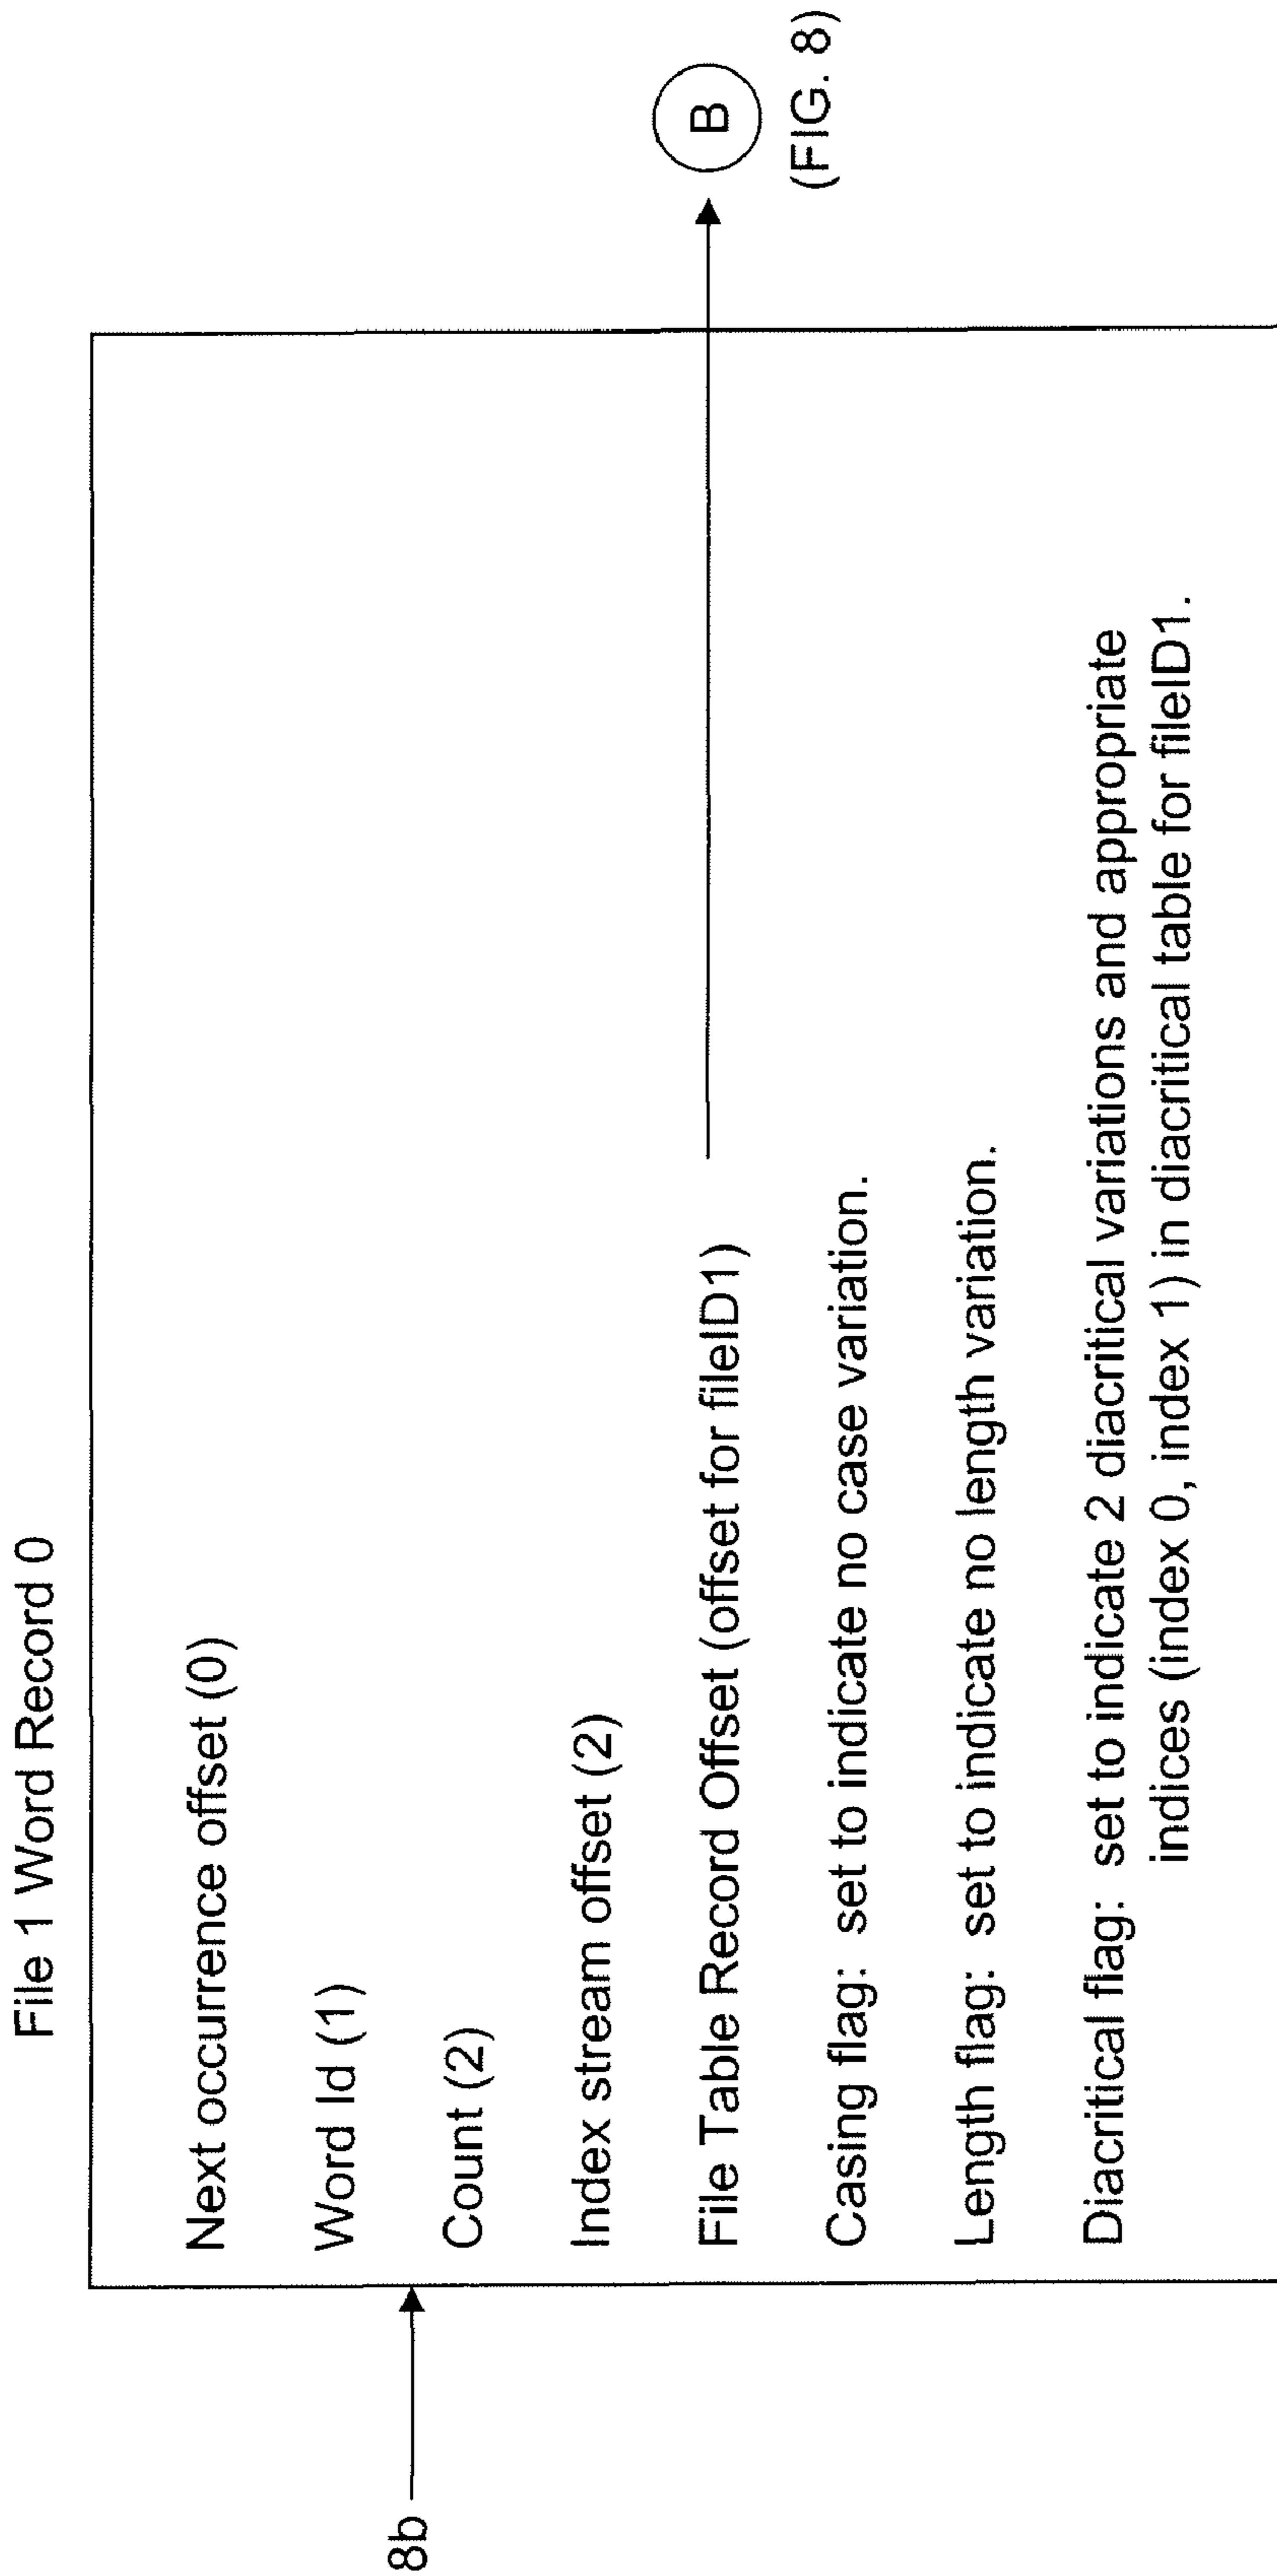 File 1 Word Record 0
Next occurrence offset (0)
Word Id (1)
8b
Count (2)
Index stream offset (2)
File Table Record Offset (offset for fileID1)
B
(FIG. 8)
Casing flag: set to indicate no case variation.
Length flag: set to indicate no length variation.
Diacritical flag: set to indicate 2 diacritical variations and appropriate
indices (index 0, index 1) in diacritical table for fileID1.